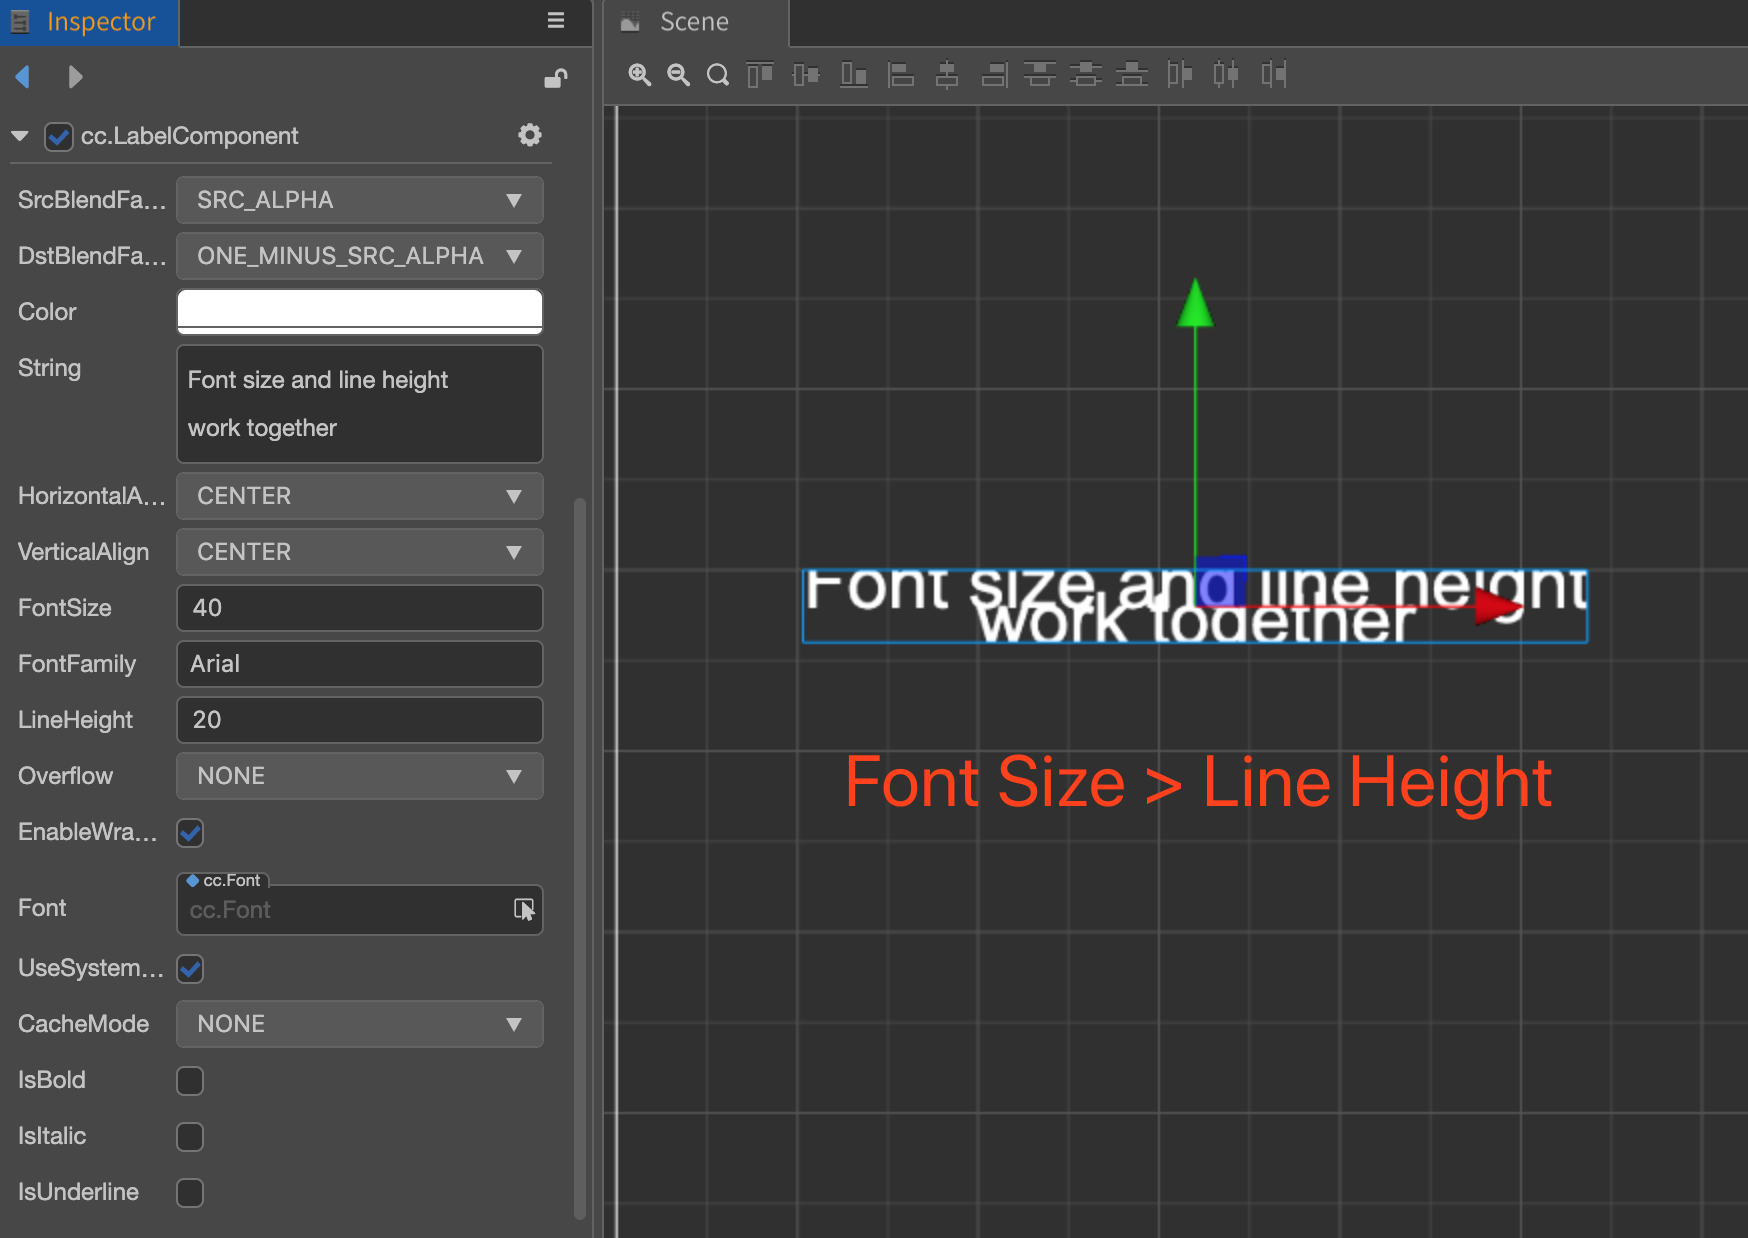 Inspector
Scene
cc.LabelComponent
SrcBlendFa... SRC_ALPHA
DstBlendFa... ONE_MINUS_SRC_ALPHA
Color
String Font size and line height
work together
HorizontalA... CENTER
VerticalAlign CENTER
FontSize 40
FontFamily Arial
LineHeight 20
Overflow NONE
EnableWra...
cc.Font
Font cc.Font
UseSystem...
CacheMode NONE
IsBold
IsItalic
IsUnderline
Font size and line height
work together
Font Size > Line Height